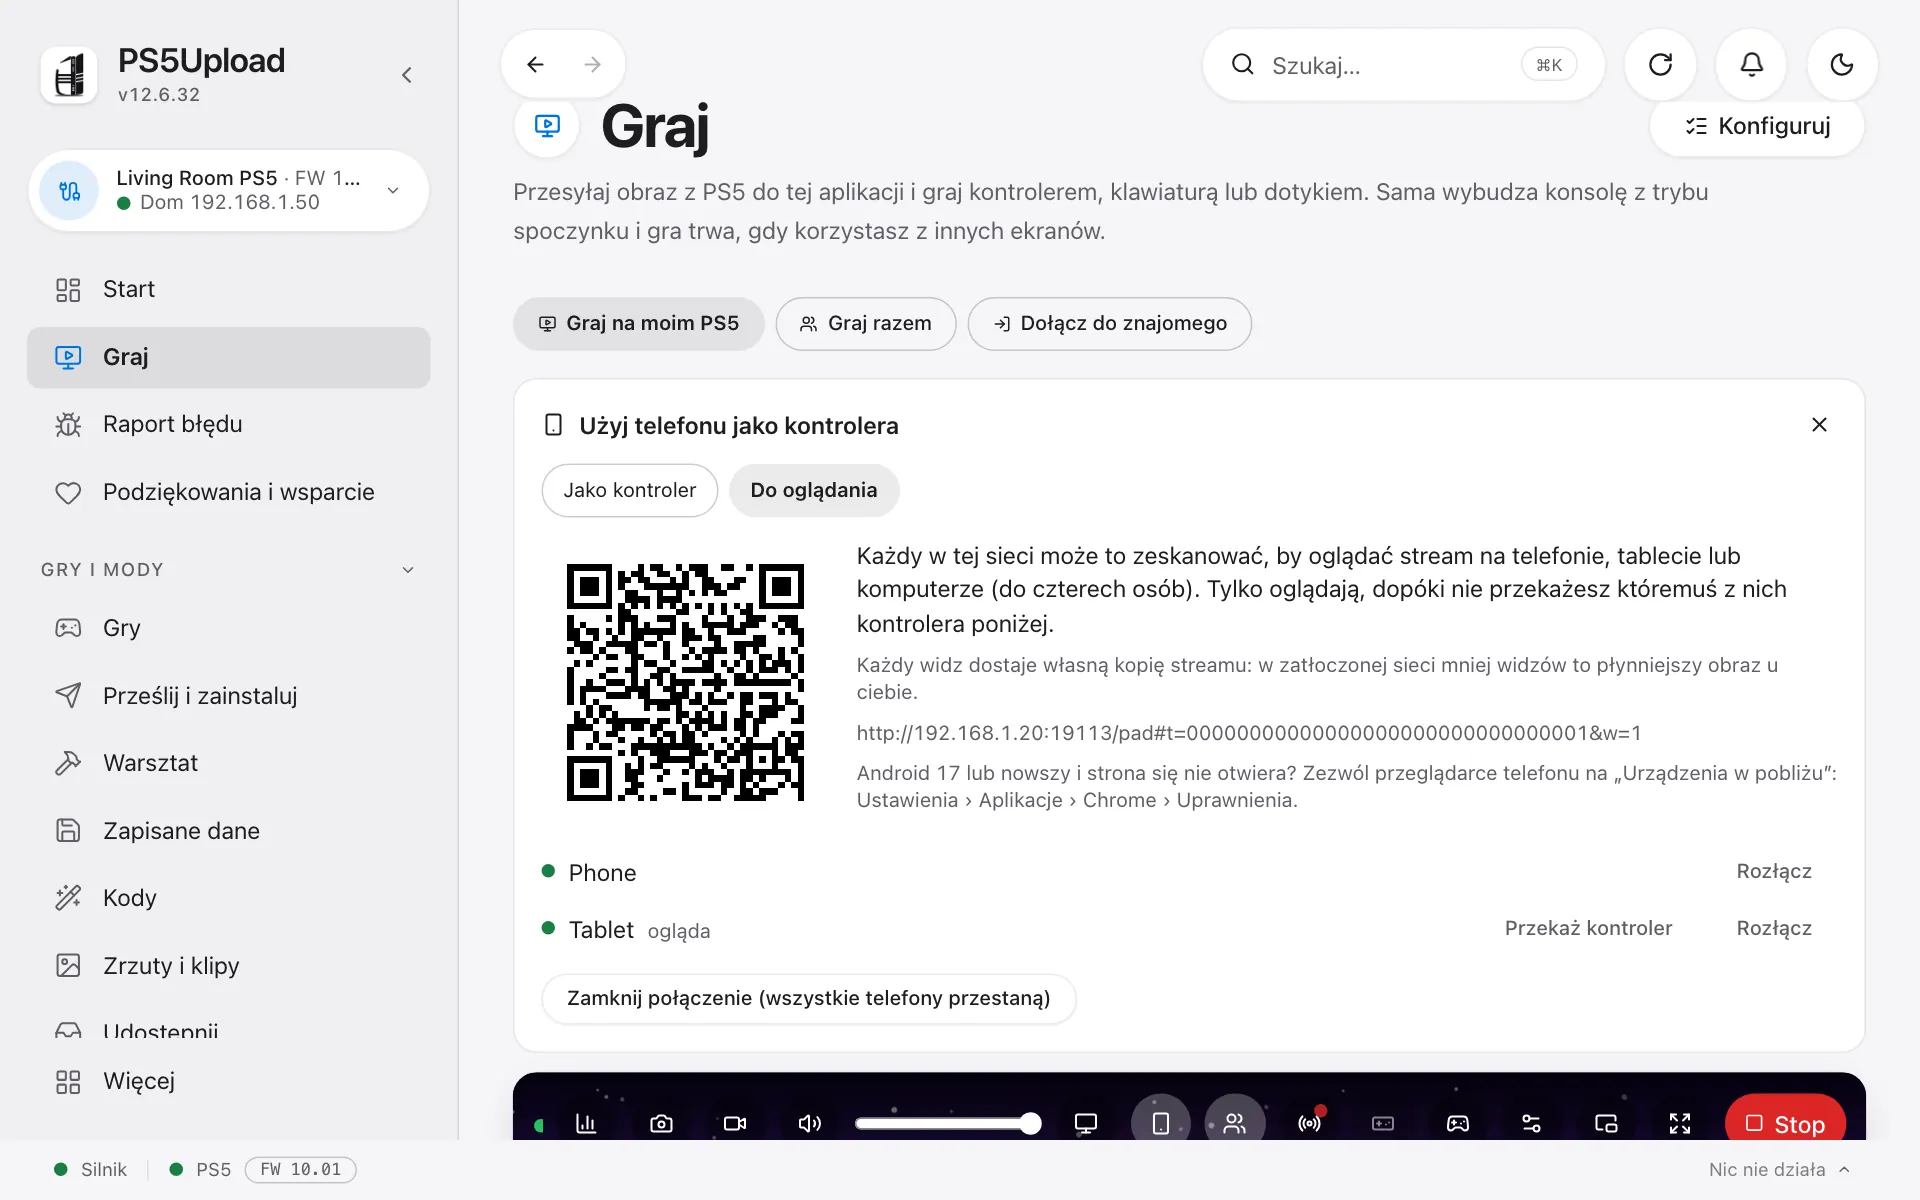 PS5Upload
v12.6.32
Living Room PS5 · FW 1...
Dom 192.168.1.50
Start
Graj
Raport błędu
Podziękowania i wsparcie
GRY I MODY
Gry
Prześlij i zainstaluj
Warsztat
Zapisane dane
Kody
Zrzuty i klipy
Udostępnij
Więcej
Szukaj...
⌘K
Graj
Konfiguruj
Przesyłaj obraz z PS5 do tej aplikacji i graj kontrolerem, klawiaturą lub dotykiem. Sama wybudza konsolę z trybu
spoczynku i gra trwa, gdy korzystasz z innych ekranów.
Graj na moim PS5
Graj razem
Dołącz do znajomego
Użyj telefonu jako kontrolera
Jako kontroler
Do oglądania
Każdy w tej sieci może to zeskanować, by oglądać stream na telefonie, tablecie lub
komputerze (do czterech osób). Tylko oglądają, dopóki nie przekażesz któremuś z nich
kontrolera poniżej.
Każdy widz dostaje własną kopię streamu: w zatłoczonej sieci mniej widzów to płynniejszy obraz u
ciebie.
http://192.168.1.20:19113/pad#t=00000000000000000000000000000001&w=1
Android 17 lub nowszy i strona się nie otwiera? Zezwól przeglądarce telefonu na „Urządzenia w pobliżu”:
Ustawienia › Aplikacje › Chrome › Uprawnienia.
Phone
Rozłącz
Tablet ogląda
Przekaż kontroler
Rozłącz
Zamknij połączenie (wszystkie telefony przestaną)
Stop
Silnik
PS5
FW 10.01
Nic nie działa